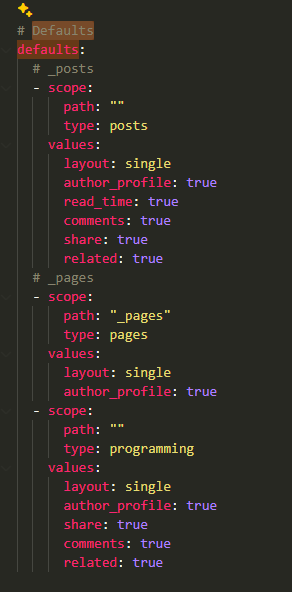 # Defaults
defaults:
  # _posts
  - scope:
      path: ""
      type: posts
    values:
      layout: single
      author_profile: true
      read_time: true
      comments: true
      share: true
      related: true
  # _pages
  - scope:
      path: "_pages"
      type: pages
    values:
      layout: single
      author_profile: true
  - scope:
      path: ""
      type: programming
    values:
      layout: single
      author_profile: true
      share: true
      comments: true
      related: true